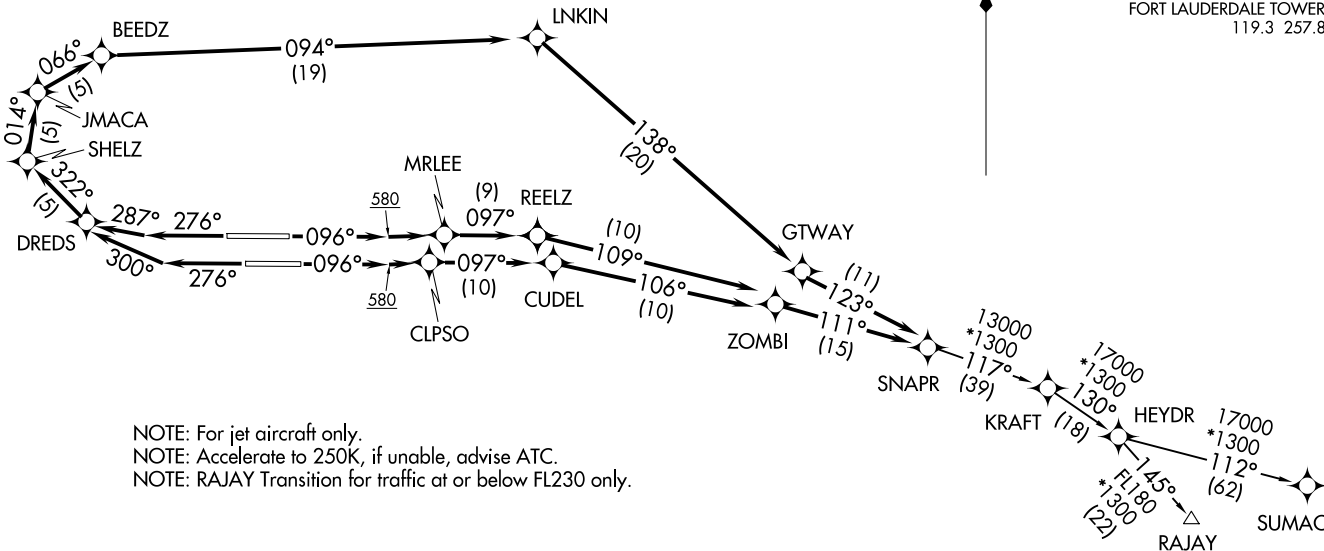 FORT LAUDERDALE TOWER
119.3 257.8
LNKIN
BEEDZ
094°
(19)
066°
(5)
JMACA
014°
(5)
SHELZ
138°
(20)
322°
(5)
MRLEE
(9)
097°
REELZ
580
287°
276°
096°
DREDS
300°
276°
096°
580
097°
(10)
CLPSO
CUDEL
(10)
109°
106°
(10)
GTWAY
(11)
123°
ZOMBI
111°
(15)
SNAPR
13000
*1300
117°
(39)
KRAFT
17000
*1300
130°
(18)
HEYDR
17000
*1300
112°
(62)
145°
FL180
*1300
(22)
RAJAY
SUMAC
NOTE: For jet aircraft only.
NOTE: Accelerate to 250K, if unable, advise ATC.
NOTE: RAJAY Transition for traffic at or below FL230 only.